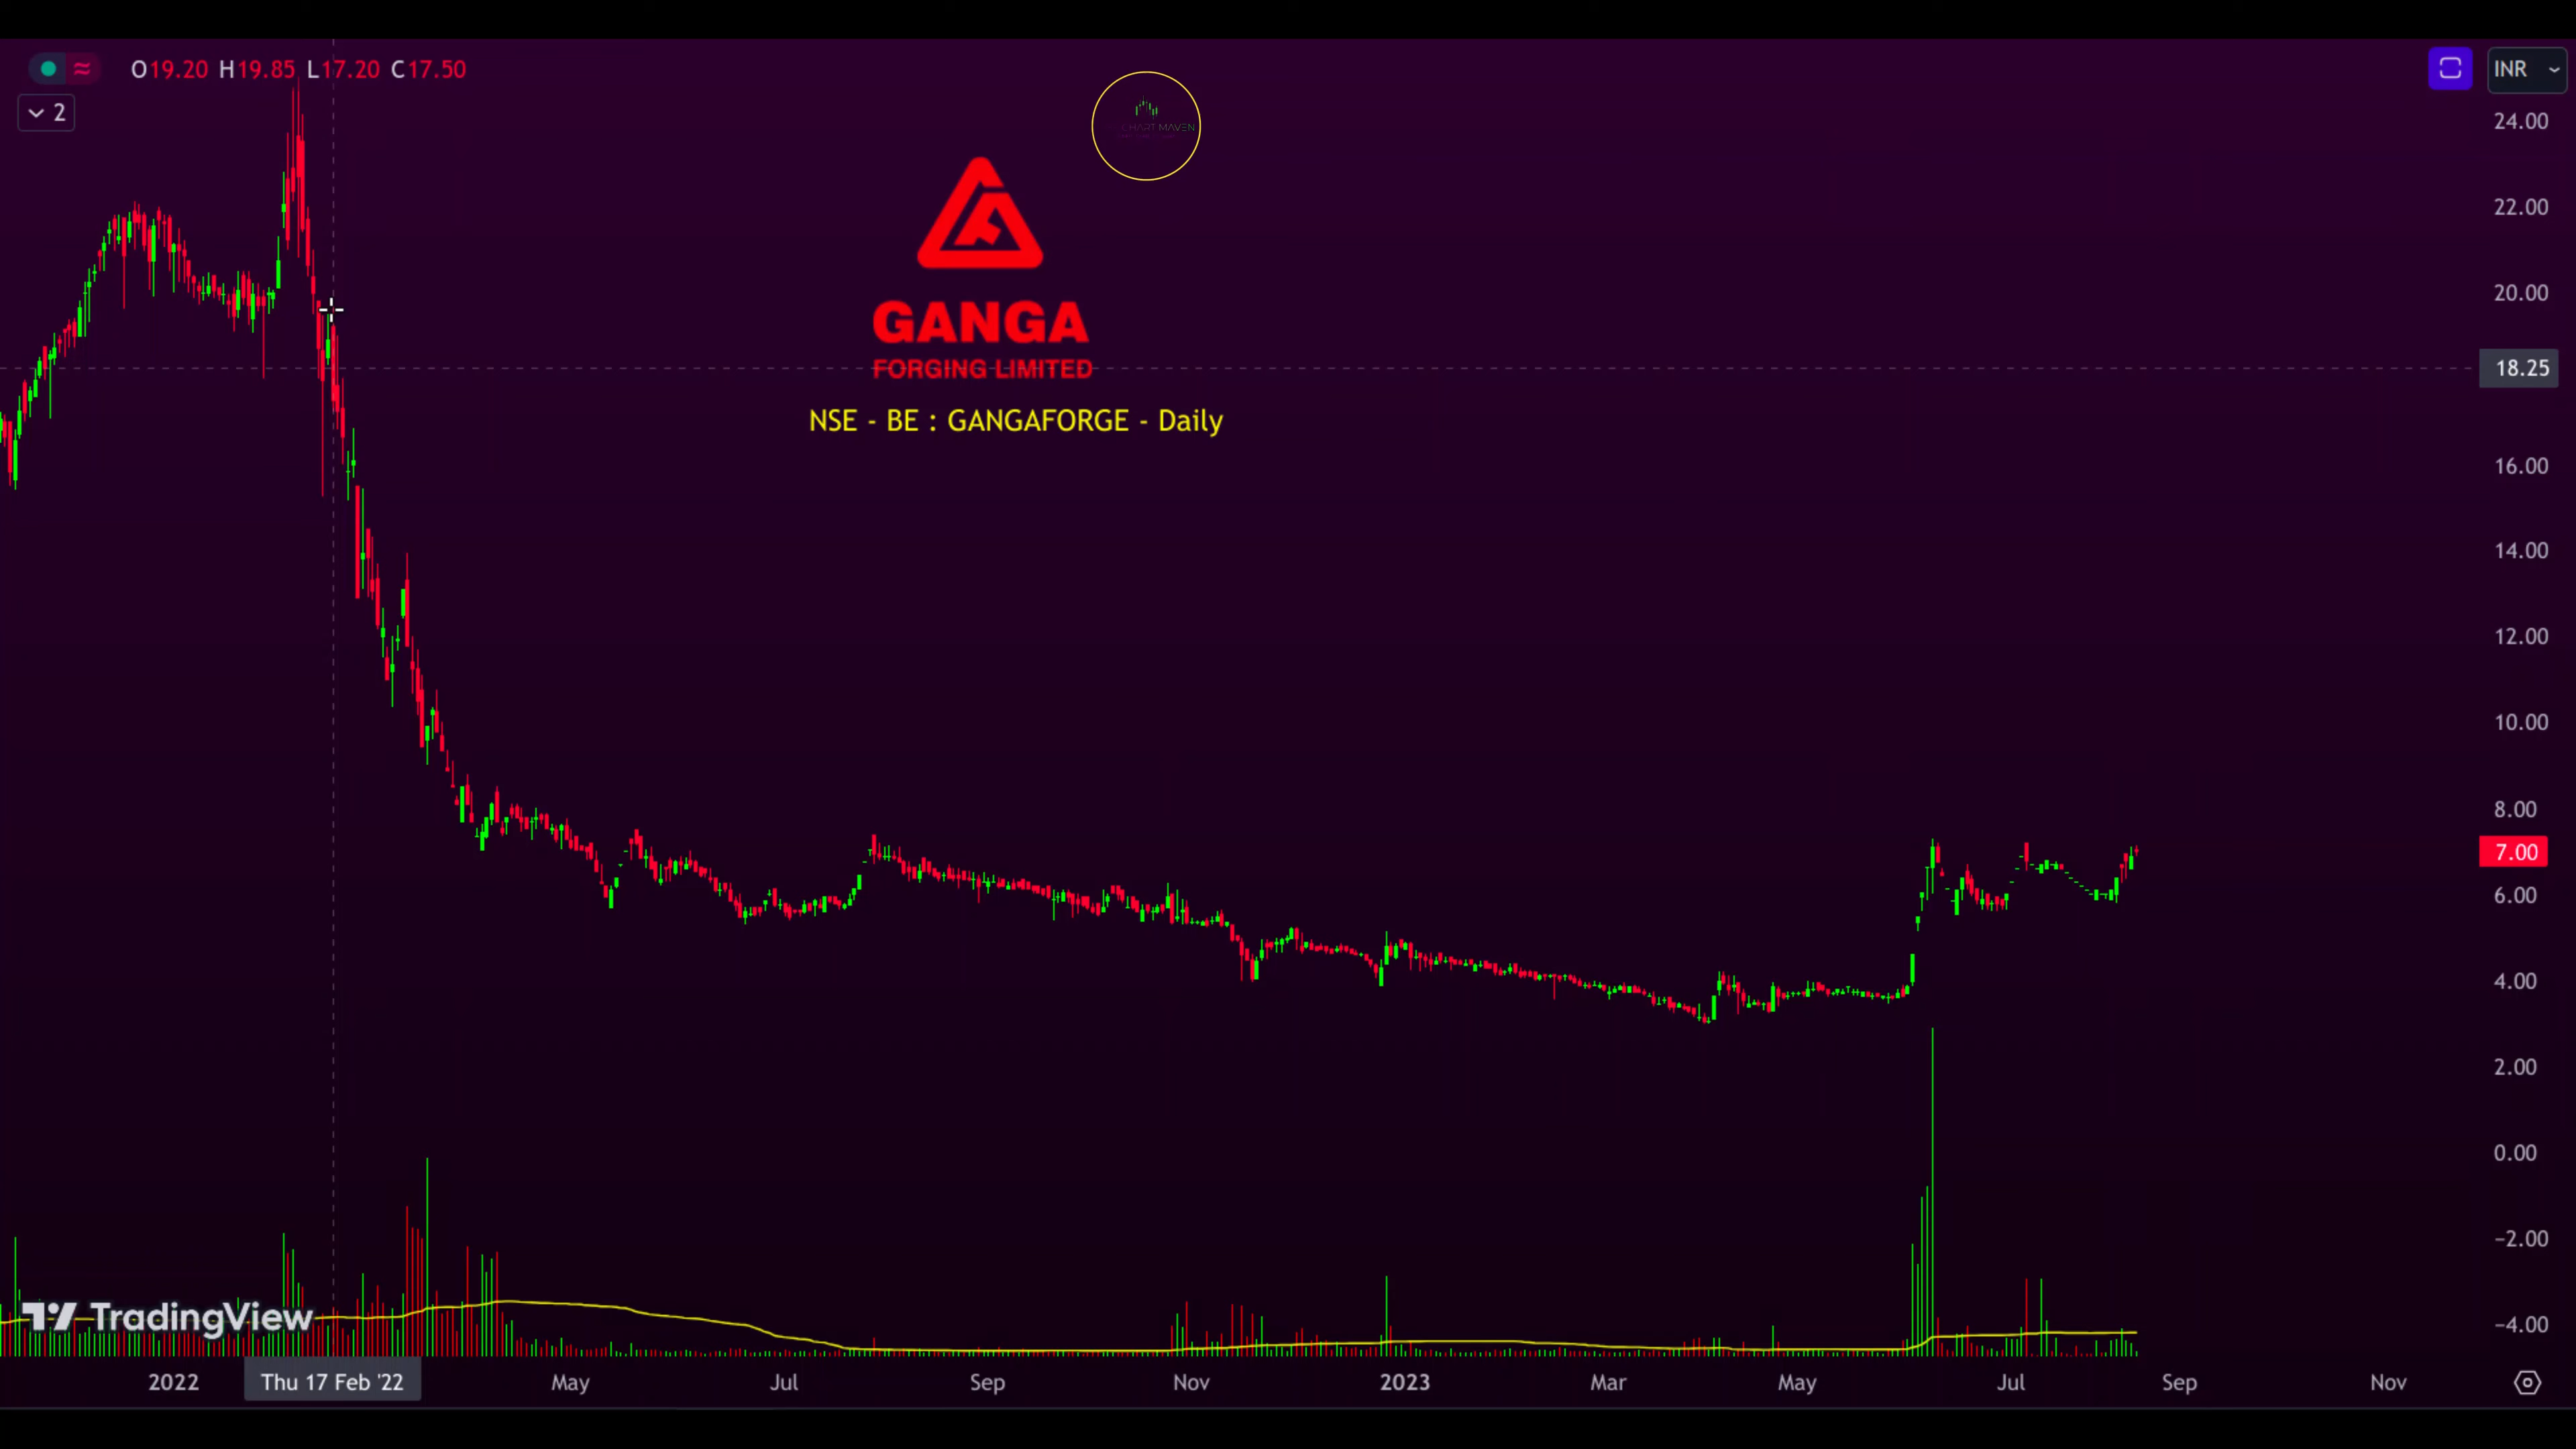 O19.20 H19.85 L17.20 C17.50
INR
2
CHART MAVEN
GANGA
FORGING LIMITED
NSE - BE : GANGAFORGE - Daily
24.00
22.00
20.00
18.25
16.00
14.00
12.00
10.00
8.00
7.00
6.00
4.00
2.00
0.00
−2.00
−4.00
TradingView
2022 Thu 17 Feb '22 May Jul Sep Nov 2023 Mar May Jul Sep Nov